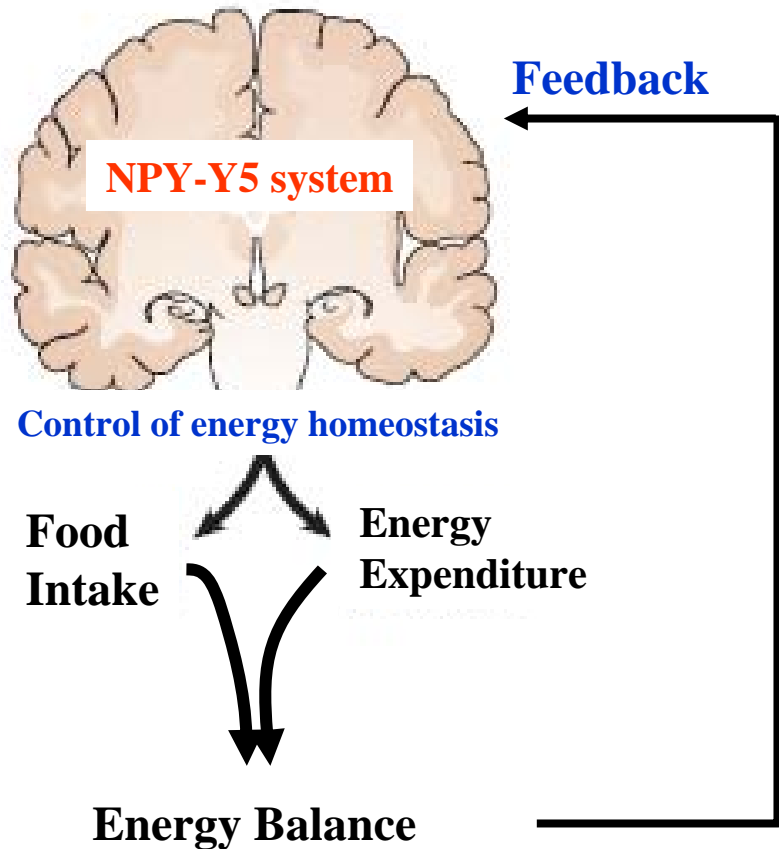 Feedback
NPY-Y5 system
Control of energy homeostasis
Food
Intake
Energy
Expenditure
Energy Balance